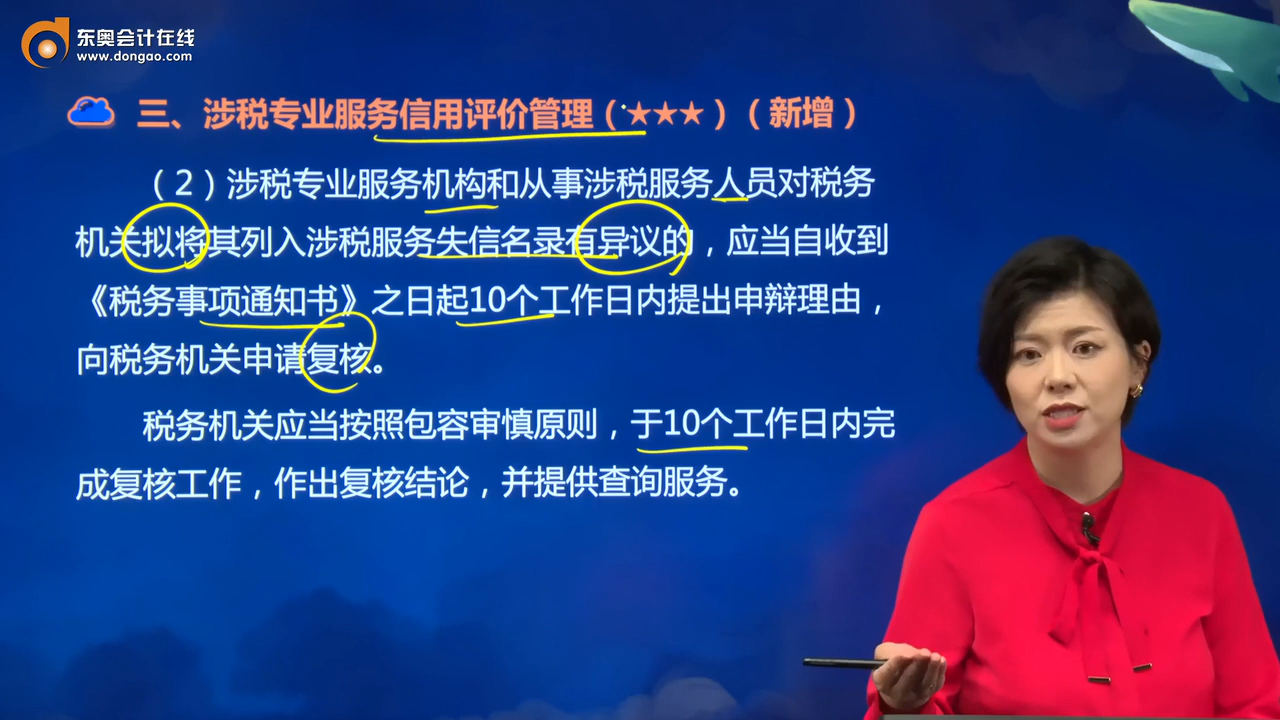 东奥会计在线
www.dongao.com
三、涉税专业服务信用评价管理（★★★）（新增）
（2）涉税专业服务机构和从事涉税服务人员对税务
机关拟将其列入涉税服务失信名录有异议的，应当自收到
《税务事项通知书》之日起10个工作日内提出申辩理由，
向税务机关申请复核。
税务机关应当按照包容审慎原则，于10个工作日内完
成复核工作，作出复核结论，并提供查询服务。